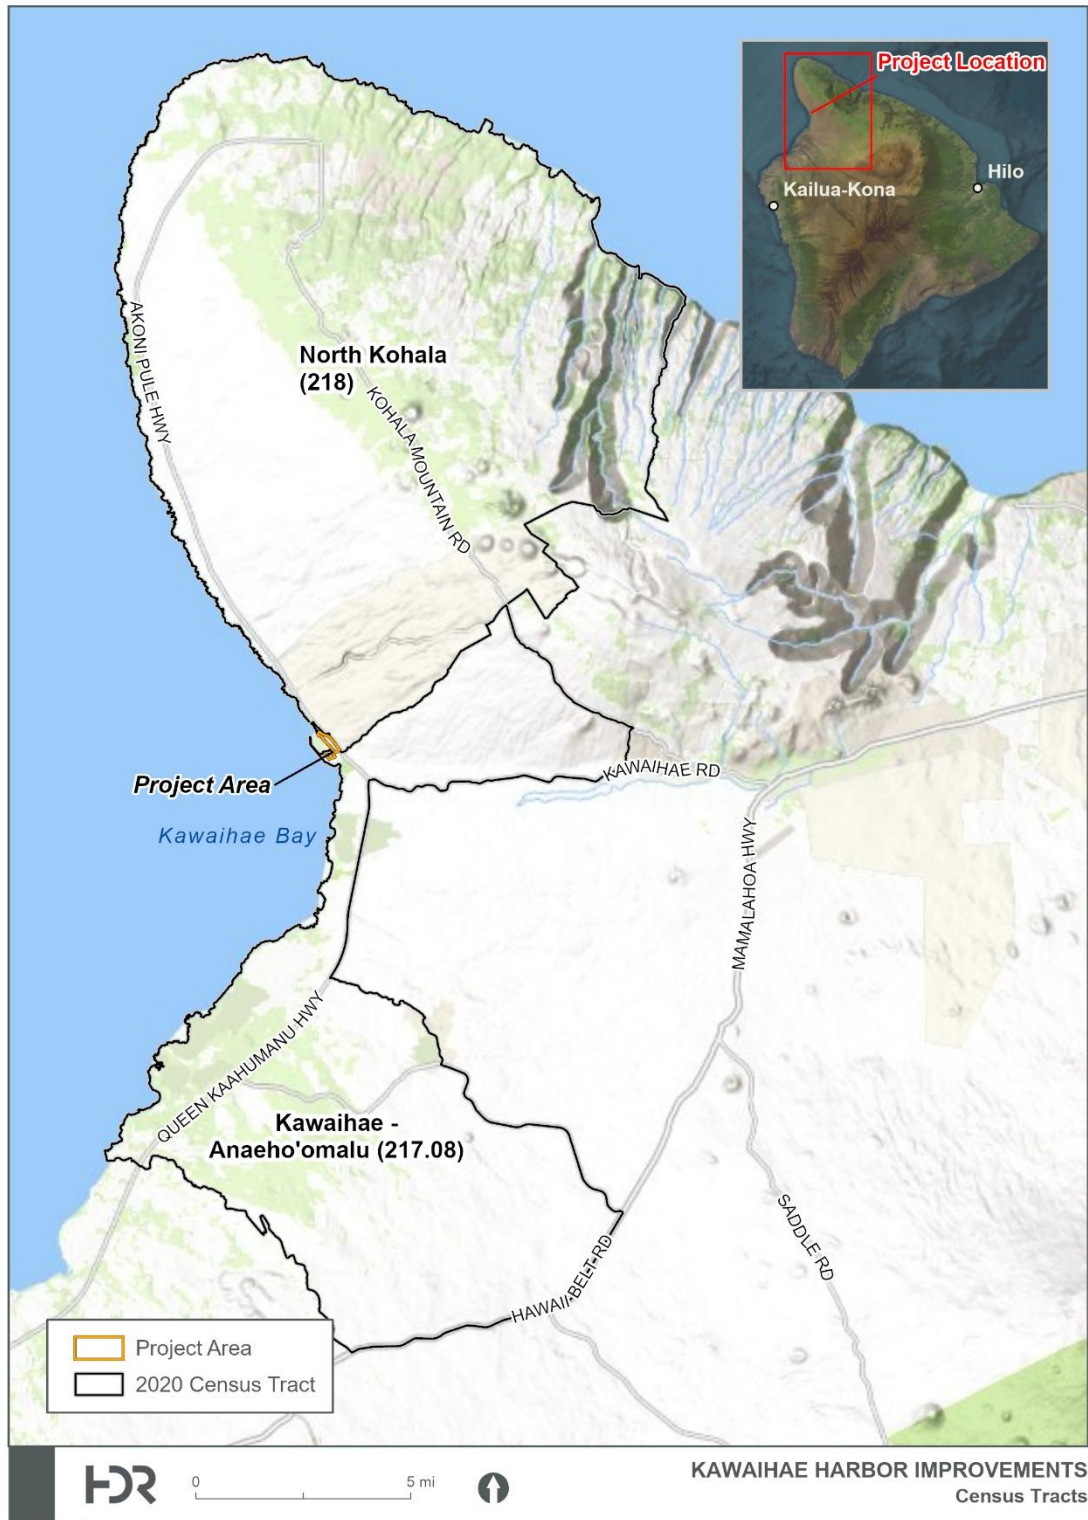 Project Location
Hilo
Kailua-Kona
AKONI PULE HWY
North Kohala
(218)
KOHALA MOUNTAIN RD
Project Area
Kawaihae Bay
KAWAIHAE RD
MAMALAHOA HWY
QUEEN KAAHUMANU HWY
Kawaihae -
Anaeho'omalu (217.08)
SADDLE RD
HAWAII BELT RD
Project Area
2020 Census Tract
HDR
0
5 mi
KAWAIHAE HARBOR IMPROVEMENTS
Census Tracts